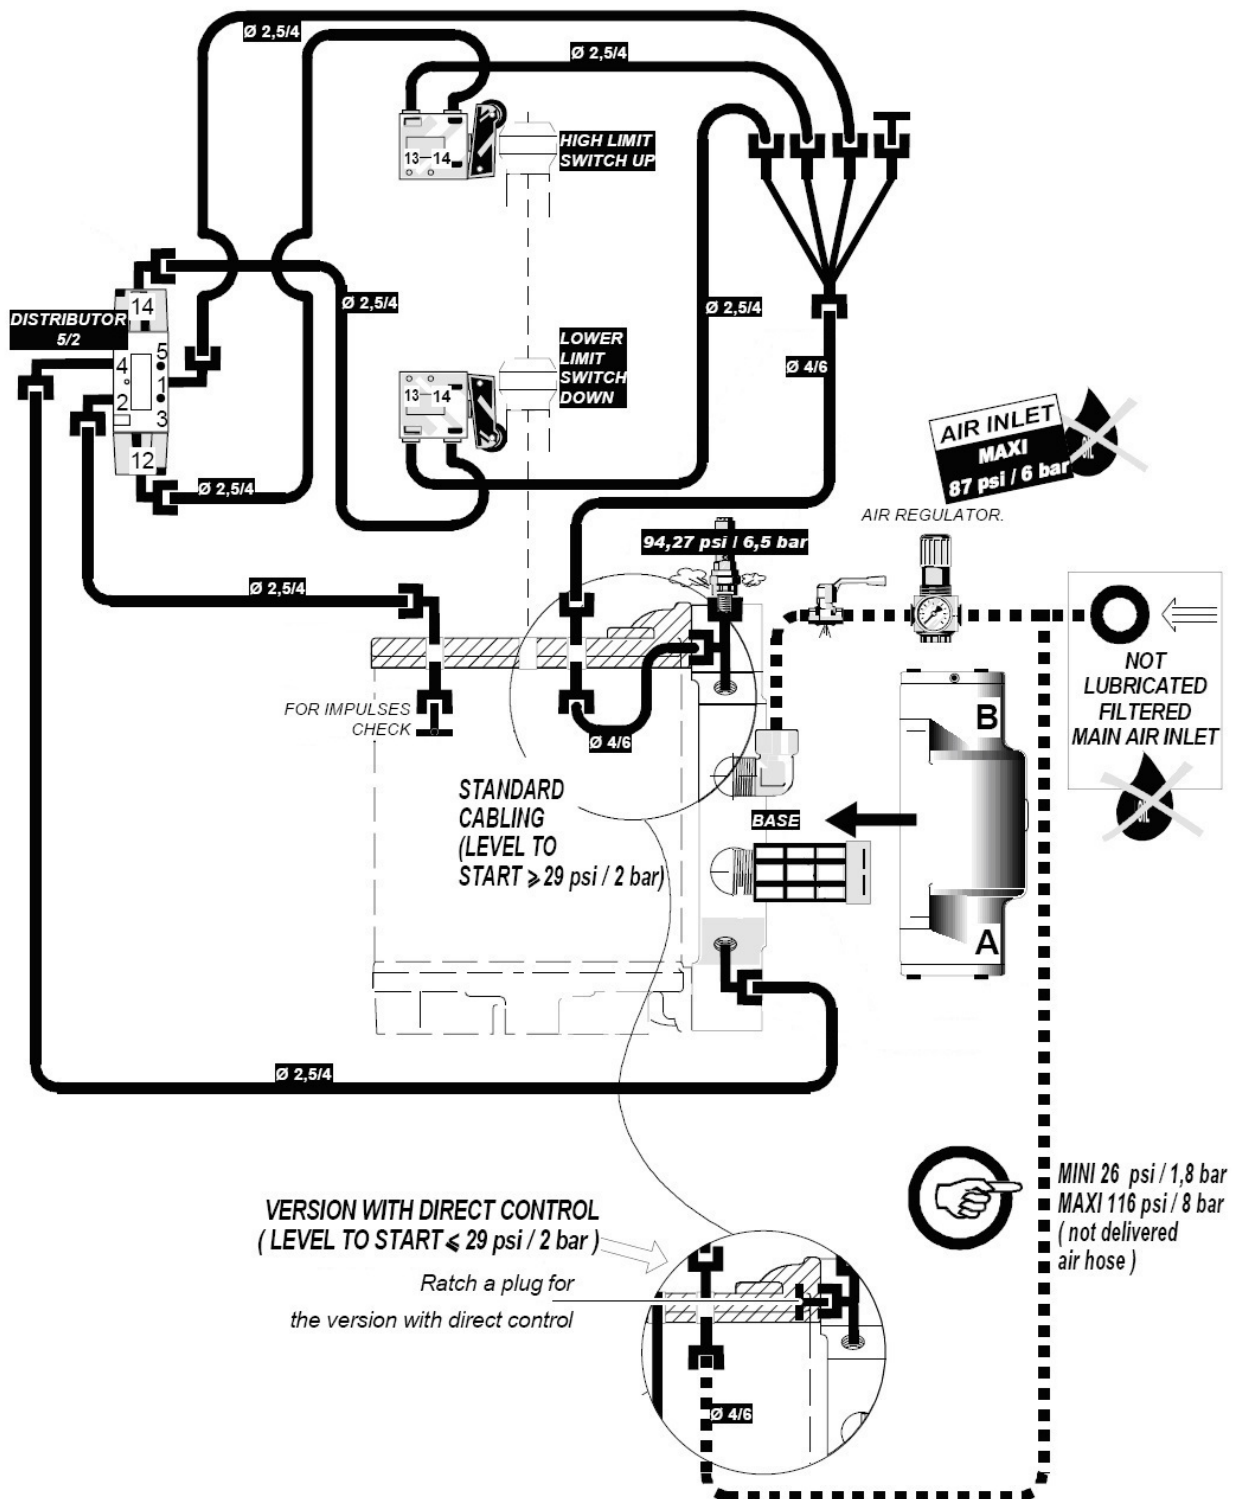 Ø 2,5/4
Ø 2,5/4
HIGH LIMIT
SWITCH UP
13 14
14
DISTRIBUTOR
5/2
4
5
1
2
3
12
Ø 2,5/4
Ø 2,5/4
LOWER
LIMIT
SWITCH
DOWN
13 14
Ø 4/6
Ø 2,5/4
AIR INLET
MAXI
87 psi / 6 bar
OIL
AIR REGULATOR.
94,27 psi / 6,5 bar
Ø 2,5/4
FOR IMPULSES
CHECK
Ø 4/6
NOT
LUBRICATED
FILTERED
MAIN AIR INLET
OIL
STANDARD
CABLING
(LEVEL TO
START ⩾ 29 psi / 2 bar)
BASE
B
A
Ø 2,5/4
MINI 26 psi / 1,8 bar
MAXI 116 psi / 8 bar
( not delivered
air hose )
VERSION WITH DIRECT CONTROL
( LEVEL TO START ⩽ 29 psi / 2 bar )
Ratch a plug for
the version with direct control
Ø 4/6